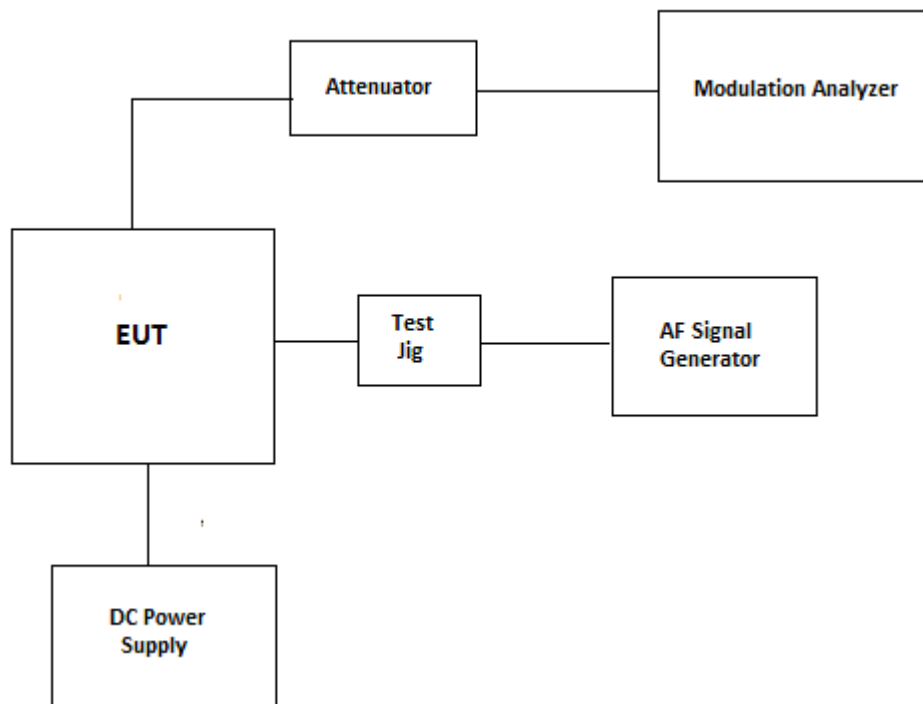 Attenuator
Modulation Analyzer
EUT
Test
Jig
AF Signal
Generator
DC Power
Supply